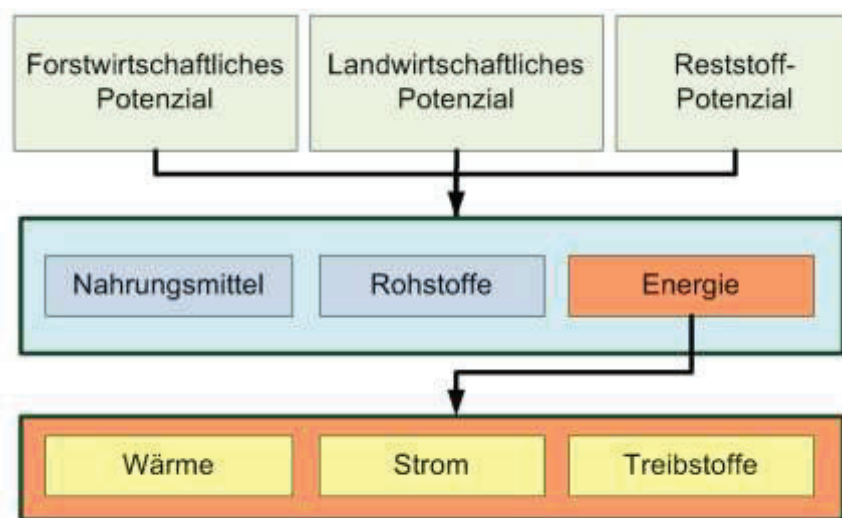 Forstwirtschaftliches
Potenzial
Landwirtschaftliches
Potenzial
Reststoff-
Potenzial
Nahrungsmittel
Rohstoffe
Energie
Wärme
Strom
Treibstoffe